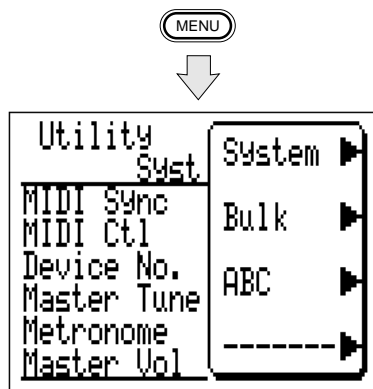 MENU
Utility
Syst
MIDI Sync
MIDI Ctl
Device No.
Master Tune
Metronome
Master Vol
System
Bulk
ABC
-------